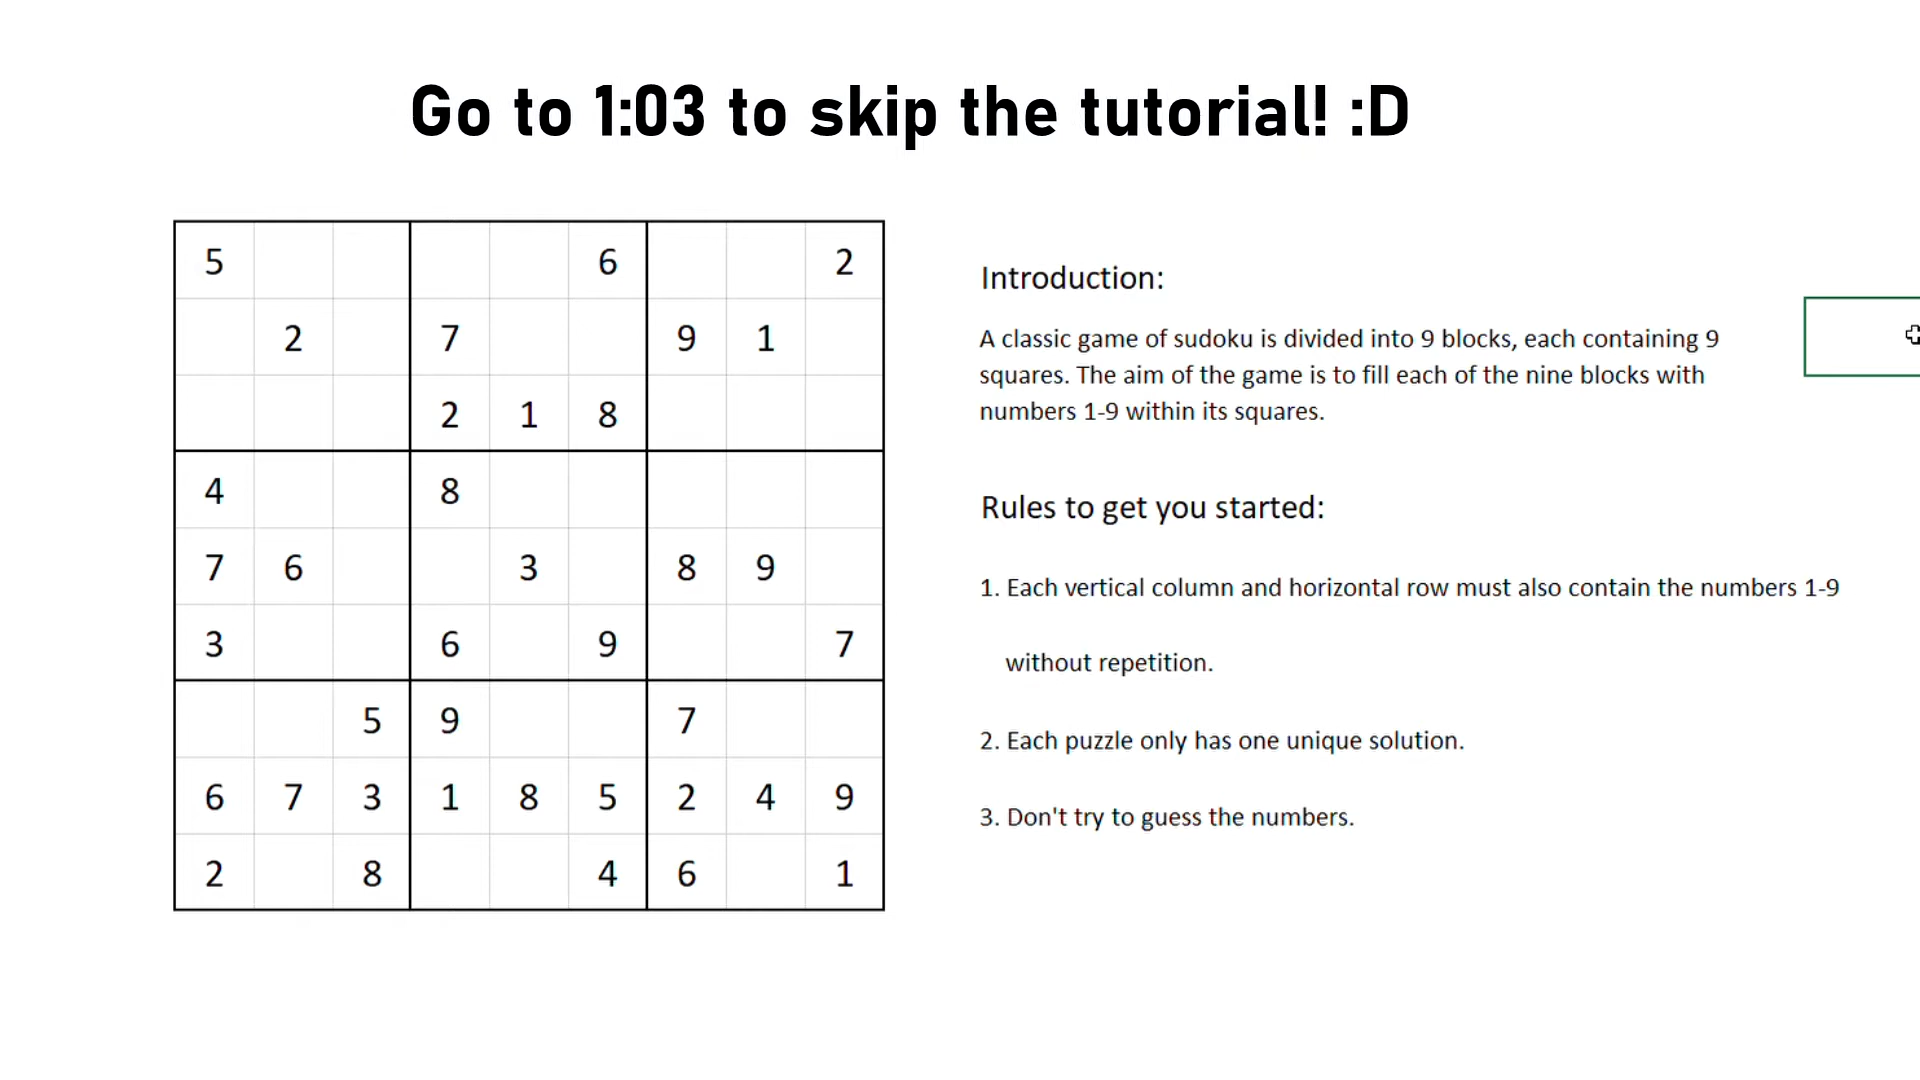 Go to 1:03 to skip the tutorial! :D
5 6 2
2 7 9 1
2 1 8
4 8
7 6 3 8 9
3 6 9 7
5 9 7
6 7 3 1 8 5 2 4 9
2 8 4 6 1
Introduction:
A classic game of sudoku is divided into 9 blocks, each containing 9
squares. The aim of the game is to fill each of the nine blocks with
numbers 1-9 within its squares.
Rules to get you started:
1. Each vertical column and horizontal row must also contain the numbers 1-9
without repetition.
2. Each puzzle only has one unique solution.
3. Don't try to guess the numbers.